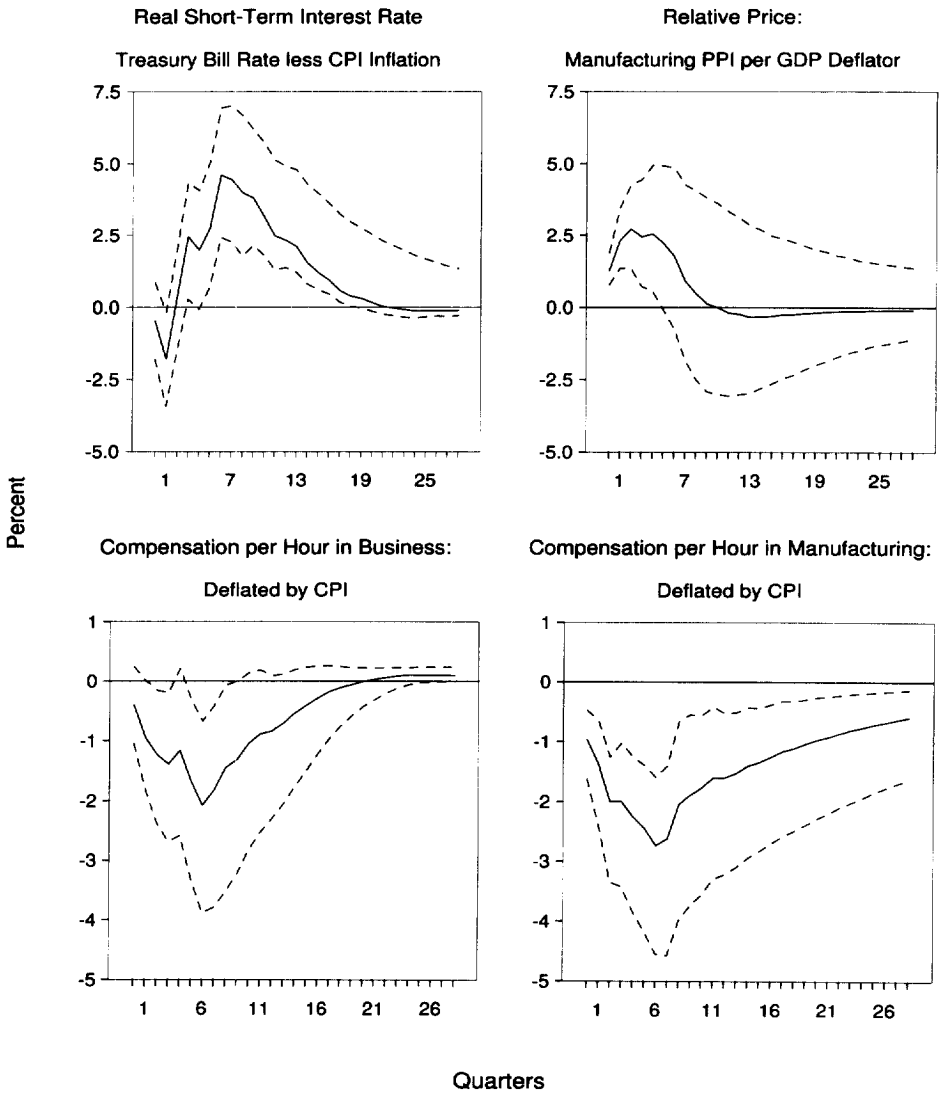 Real Short-Term Interest Rate
Treasury Bill Rate less CPI Inflation
7.5
5.0
2.5
0.0
-2.5
-5.0
1 7 13 19 25
Relative Price:
Manufacturing PPI per GDP Deflator
7.5
5.0
2.5
0.0
-2.5
-5.0
1 7 13 19 25
Percent
Compensation per Hour in Business:
Deflated by CPI
1
0
-1
-2
-3
-4
-5
1 6 11 16 21 26
Compensation per Hour in Manufacturing:
Deflated by CPI
1
0
-1
-2
-3
-4
-5
1 6 11 16 21 26
Quarters